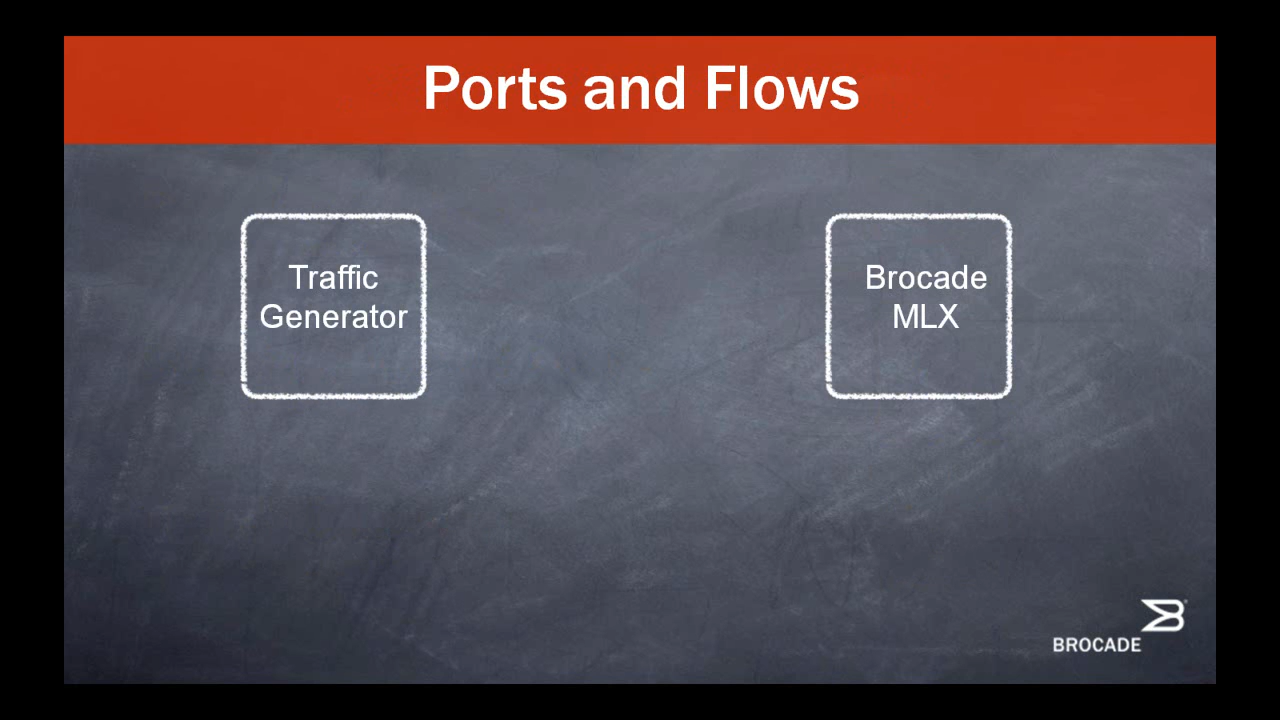 Ports and Flows
Traffic
Generator
Brocade
MLX
BROCADE